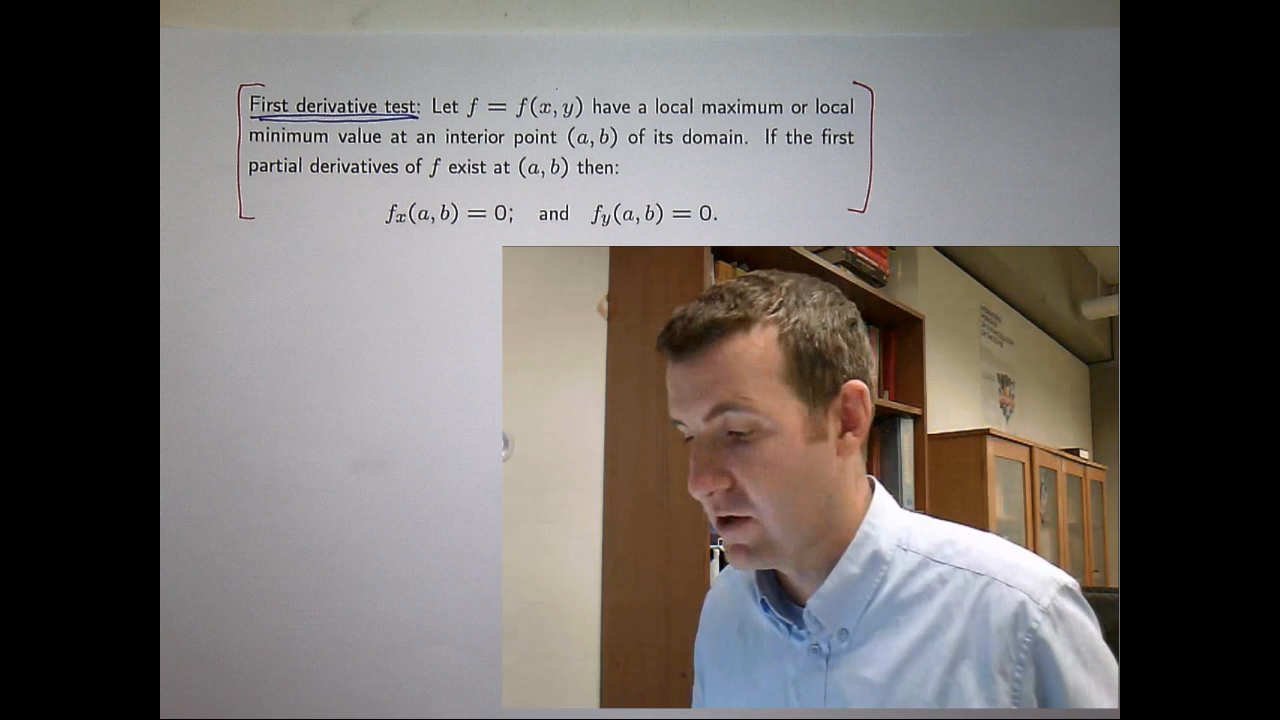 First derivative test: Let f = f(x, y) have a local maximum or local
minimum value at an interior point (a, b) of its domain. If the first
partial derivatives of f exist at (a, b) then:
fx(a, b) = 0; and fy(a, b) = 0.